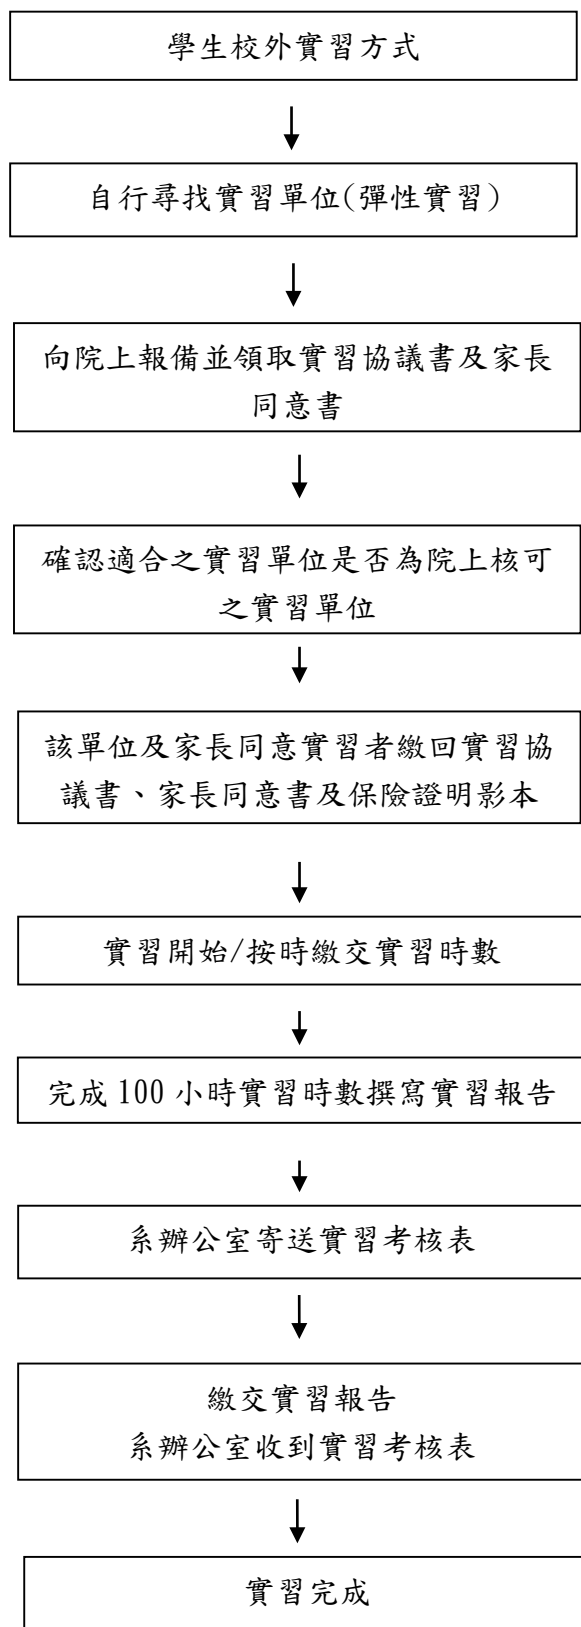 學生校外實習方式
自行尋找實習單位(彈性實習)
向院上報備並領取實習協議書及家長
同意書
確認適合之實習單位是否為院上核可
之實習單位
該單位及家長同意實習者繳回實習協
議書、家長同意書及保險證明影本
實習開始/按時繳交實習時數
完成 100 小時實習時數撰寫實習報告
系辦公室寄送實習考核表
繳交實習報告
系辦公室收到實習考核表
實習完成